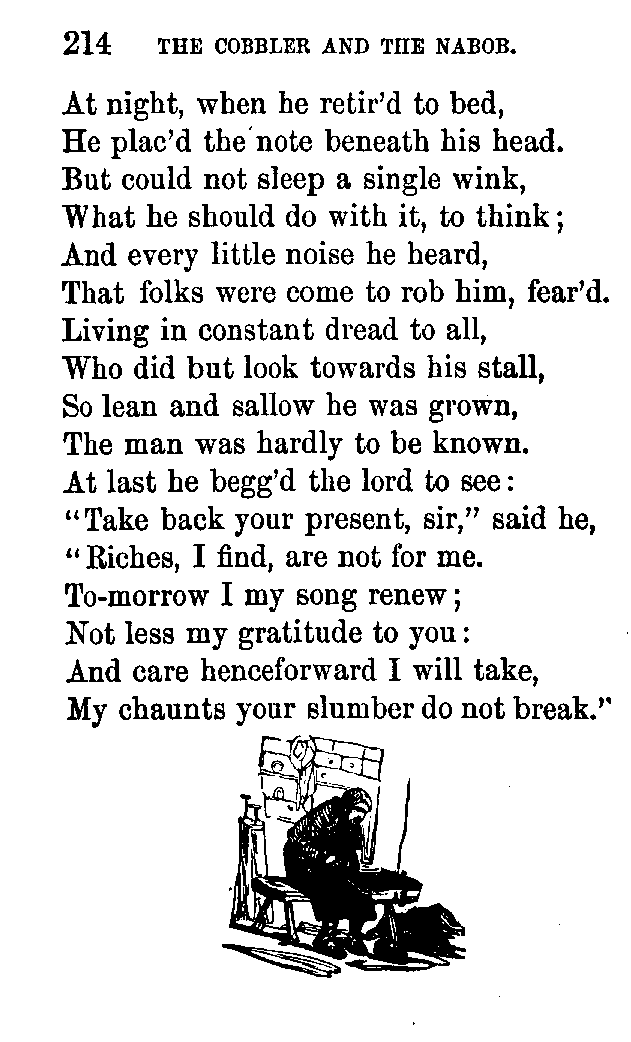 214 THE COBBLER AND THE NABOB.
At night, when he retir'd to bed,
He plac'd the note beneath his head.
But could not sleep a single wink,
What he should do with it, to think;
And every little noise he heard,
That folks were come to rob him, fear'd.
Living in constant dread to all,
Who did but look towards his stall,
So lean and sallow he was grown,
The man was hardly to be known.
At last he begg'd the lord to see:
"Take back your present, sir," said he,
"Riches, I find, are not for me.
To-morrow I my song renew;
Not less my gratitude to you:
And care henceforward I will take,
My chaunts your slumber do not break."